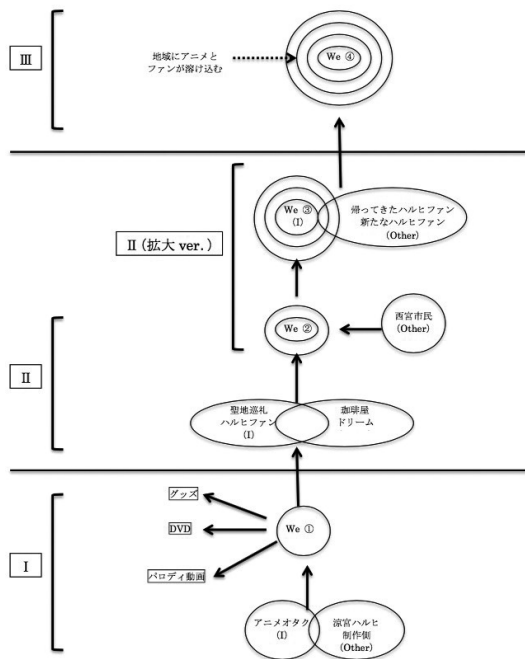 III
地域にアニメと
ファンが溶け込む
We ④
II (拡大 ver.)
We ③
(I)
帰ってきたハルヒファン
新たなハルヒファン
(Other)
We ②
西宮市民
(Other)
II
聖地巡礼
ハルヒファン
(I)
珈琲屋
ドリーム
I
グッズ
DVD
パロディ動画
We ①
アニメオタク
(I)
涼宮ハルヒ
制作側
(Other)